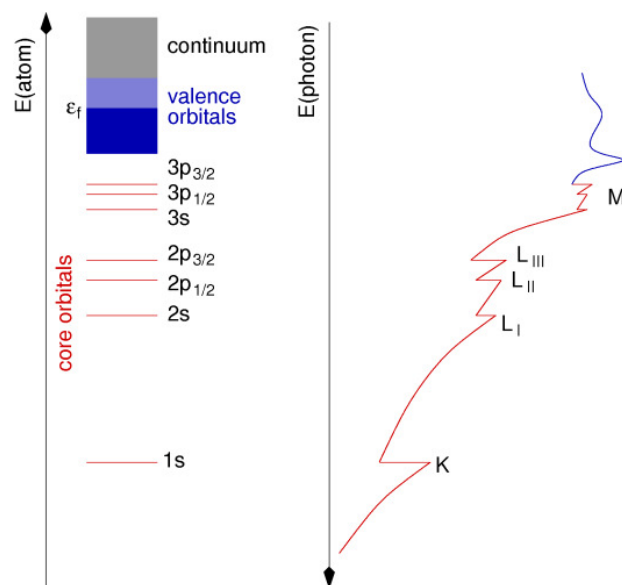 E(atom)
continuum
ε_f
valence
orbitals
3p_3/2
3p_1/2
3s
2p_3/2
2p_1/2
2s
1s
core orbitals
E(photon)
M
L_III
L_II
L_I
K